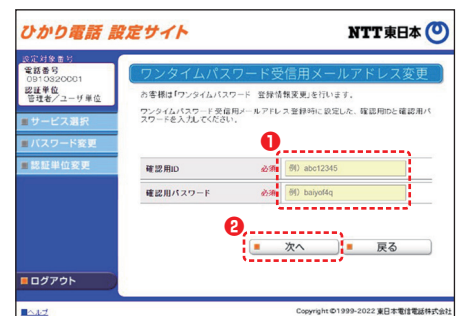 ひかり電話 設定サイト
NTT東日本
設定対象番号
電話番号
0910320001
認証単位
管理者/ユーザ単位
サービス選択
パスワード変更
認証単位変更
ログアウト
ヘルプ
ワンタイムパスワード受信用メールアドレス変更
お客様は「ワンタイムパスワード 登録情報変更」を行います。
ワンタイムパスワード受信用メールアドレス登録時に設定した、確認用IDと確認用パ
スワードを入力してください。
❶
確認用ID 必須 例）abc12345
確認用パスワード 必須 例）baiyof4q
❷
次へ 戻る
Copyright © 1999-2022 東日本電信電話株式会社